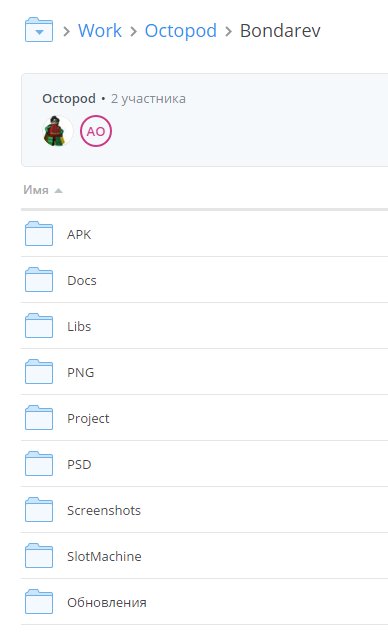 Work > Octopod > Bondarev
Octopod • 2 участника
AO
Имя
APK
Docs
Libs
PNG
Project
PSD
Screenshots
SlotMachine
Обновления